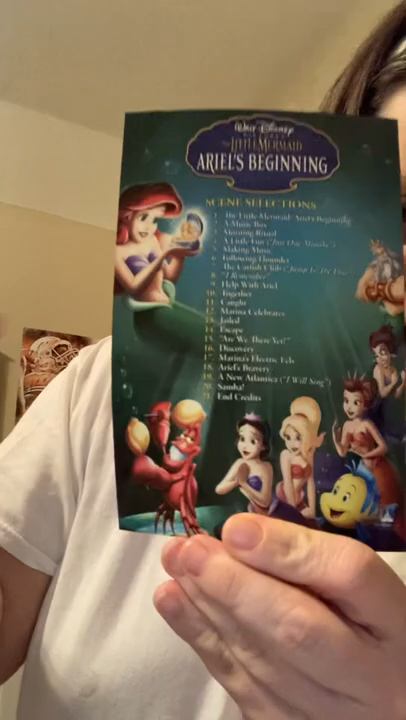 Walt Disney
PICTURES
The LITTLE MERMAID
ARIEL'S BEGINNING
SCENE SELECTIONS
1. The Little Mermaid: Ariel's Beginning
2. A Music Box
3. Morning Ritual
4. A Little Fun ("Just One Mistake")
5. Making Music
6. Following Flounder
7. The Catfish Club ("Jump In The
8. "I Remember"
9. Help With Ariel
10. Together
11. Caught
12. Marina Celebrates
13. Jailed
14. Escape
15. "Are We There Yet?"
16. Discovery
17. Marina's Electric Eels
18. Ariel's Bravery
19. A New Atlantica ("I Will Sing")
20. Samba!
21. End Credits